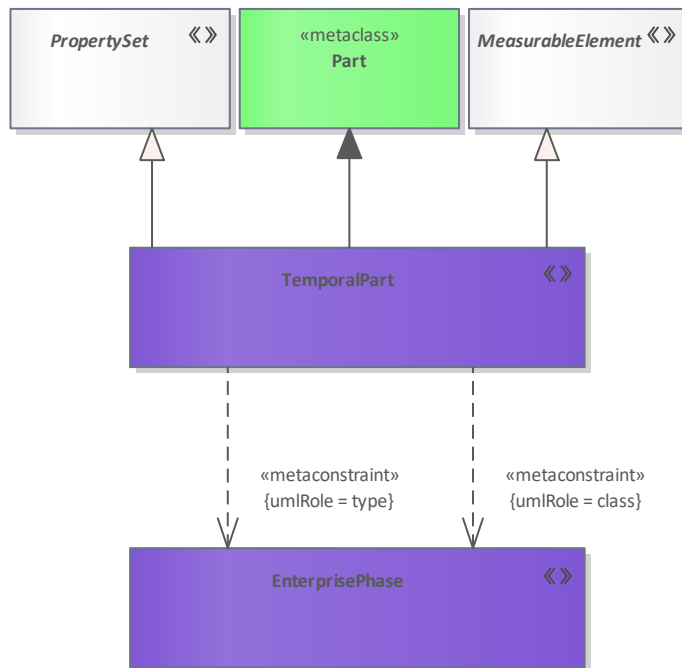 PropertySet «»
«metaclass»
Part
MeasurableElement «»
TemporalPart «»
«metaconstraint»
{umlRole = type}
«metaconstraint»
{umlRole = class}
EnterprisePhase «»